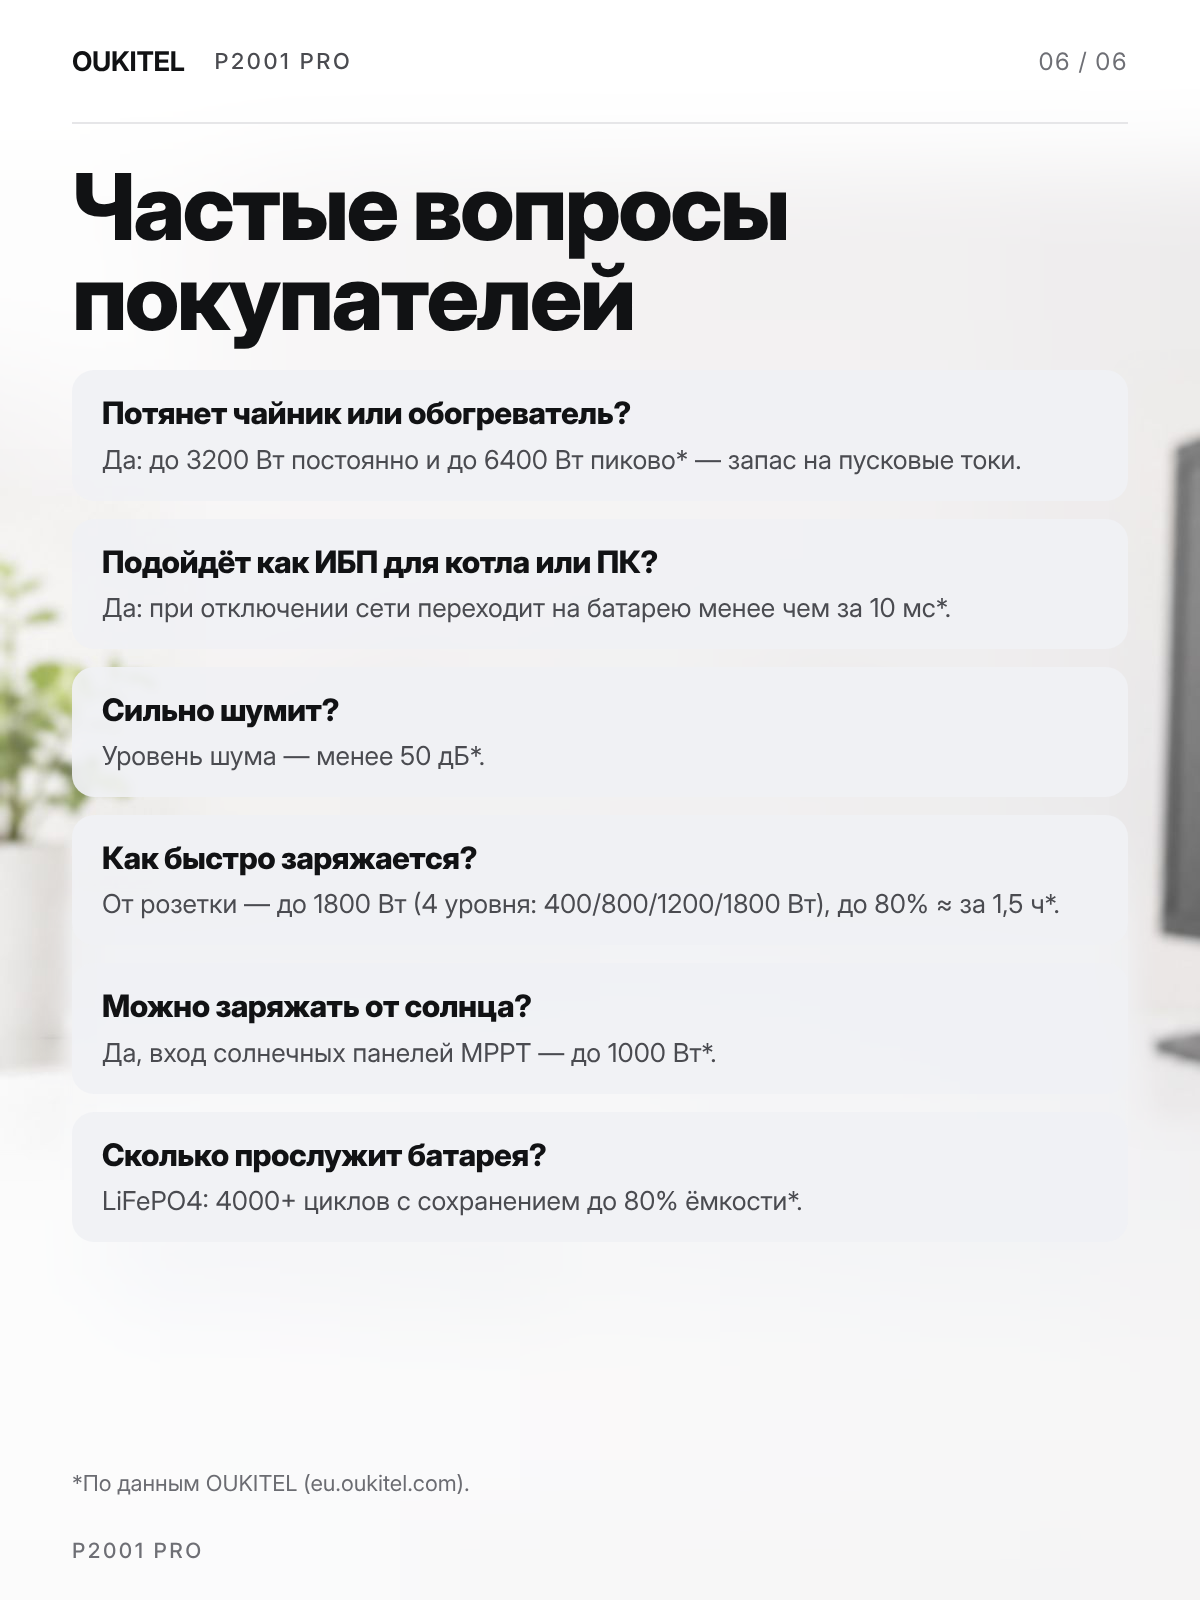 OUKITEL P2001 PRO 06 / 06
Частые вопросы
покупателей
Потянет чайник или обогреватель?
Да: до 3200 Вт постоянно и до 6400 Вт пиково* — запас на пусковые токи.
Подойдёт как ИБП для котла или ПК?
Да: при отключении сети переходит на батарею менее чем за 10 мс*.
Сильно шумит?
Уровень шума — менее 50 дБ*.
Как быстро заряжается?
От розетки — до 1800 Вт (4 уровня: 400/800/1200/1800 Вт), до 80% ≈ за 1,5 ч*.
Можно заряжать от солнца?
Да, вход солнечных панелей MPPT — до 1000 Вт*.
Сколько прослужит батарея?
LiFePO4: 4000+ циклов с сохранением до 80% ёмкости*.
*По данным OUKITEL (eu.oukitel.com).
P2001 PRO